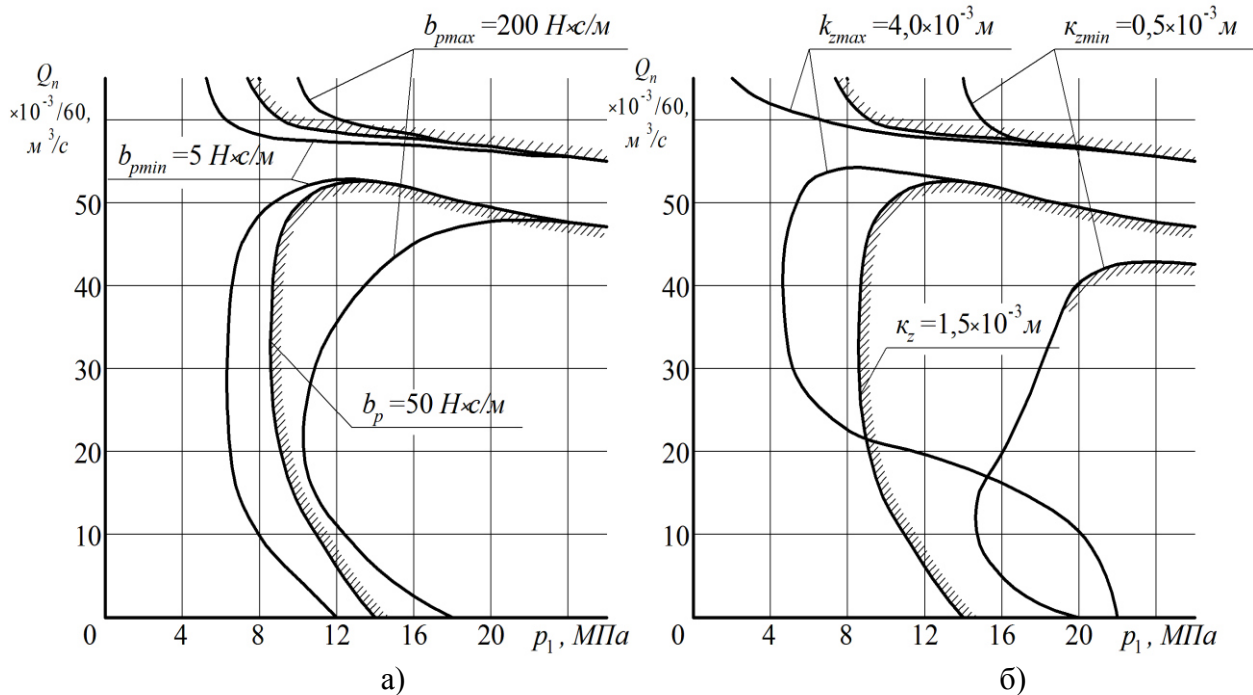 b_pmax =200 Н×с/м
Q_n
×10⁻³/60,
м³/с
b_pmin =5 Н×с/м
50
40
30
b_p =50 Н×с/м
20
10
0
4
8
12
16
20
p₁ , МПа
а)
k_zmax =4,0×10⁻³ м
κ_zmin =0,5×10⁻³ м
Q_n
×10⁻³/60,
м³/с
50
40
κ_z =1,5×10⁻³ м
30
20
10
0
4
8
12
16
20
p₁ , МПа
б)